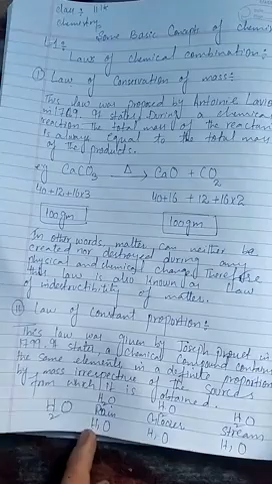 class: 11th
chemistry
Some Basic Concepts of Chemis
Laws of chemical combination:
(I) Law of Conservation of mass:
This law was proposed by Antoinie Lavio
in 1789. It states, During a chemical
reaction the total mass of the reactan
is always equal to the total mass
of the products.
eg CaCO3 Δ→ CaO + CO2
40+12+16×3 40+16 + 12+16×2
100gm 100gm
In other words, matter can neither be
created nor destroyed during any
physical and chemical change. Therefore
this law is also known as Law
of indestructibility of matter.
(II) Law of constant proportion:
This law was given by Joseph Proust in
1799. It states, a chemical compound contains
the same elements in a definite proportion
by mass irrespective of the sources
from which it is obtained.
H2O H2O H2O H2O
Rain
H2O H2O Stream
H2O